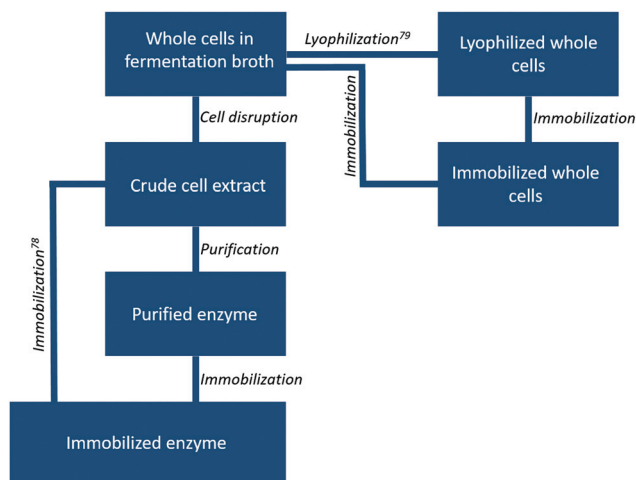 Whole cells in
fermentation broth
Lyophilization79
Lyophilized whole
cells
Immobilization
Cell disruption
Immobilization
Crude cell extract
Immobilized whole
cells
Immobilization78
Purification
Purified enzyme
Immobilization
Immobilized enzyme